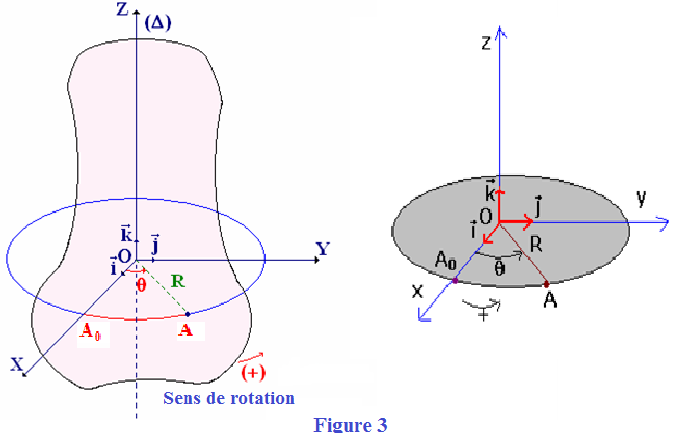 Z
(Δ)
k⃗
O
j⃗
i⃗
θ
R
Y
A₀
A
X
(+)
Sens de rotation
z
k⃗
O
j⃗
y
i⃗
R
A₀
θ
x
A
+
Figure 3